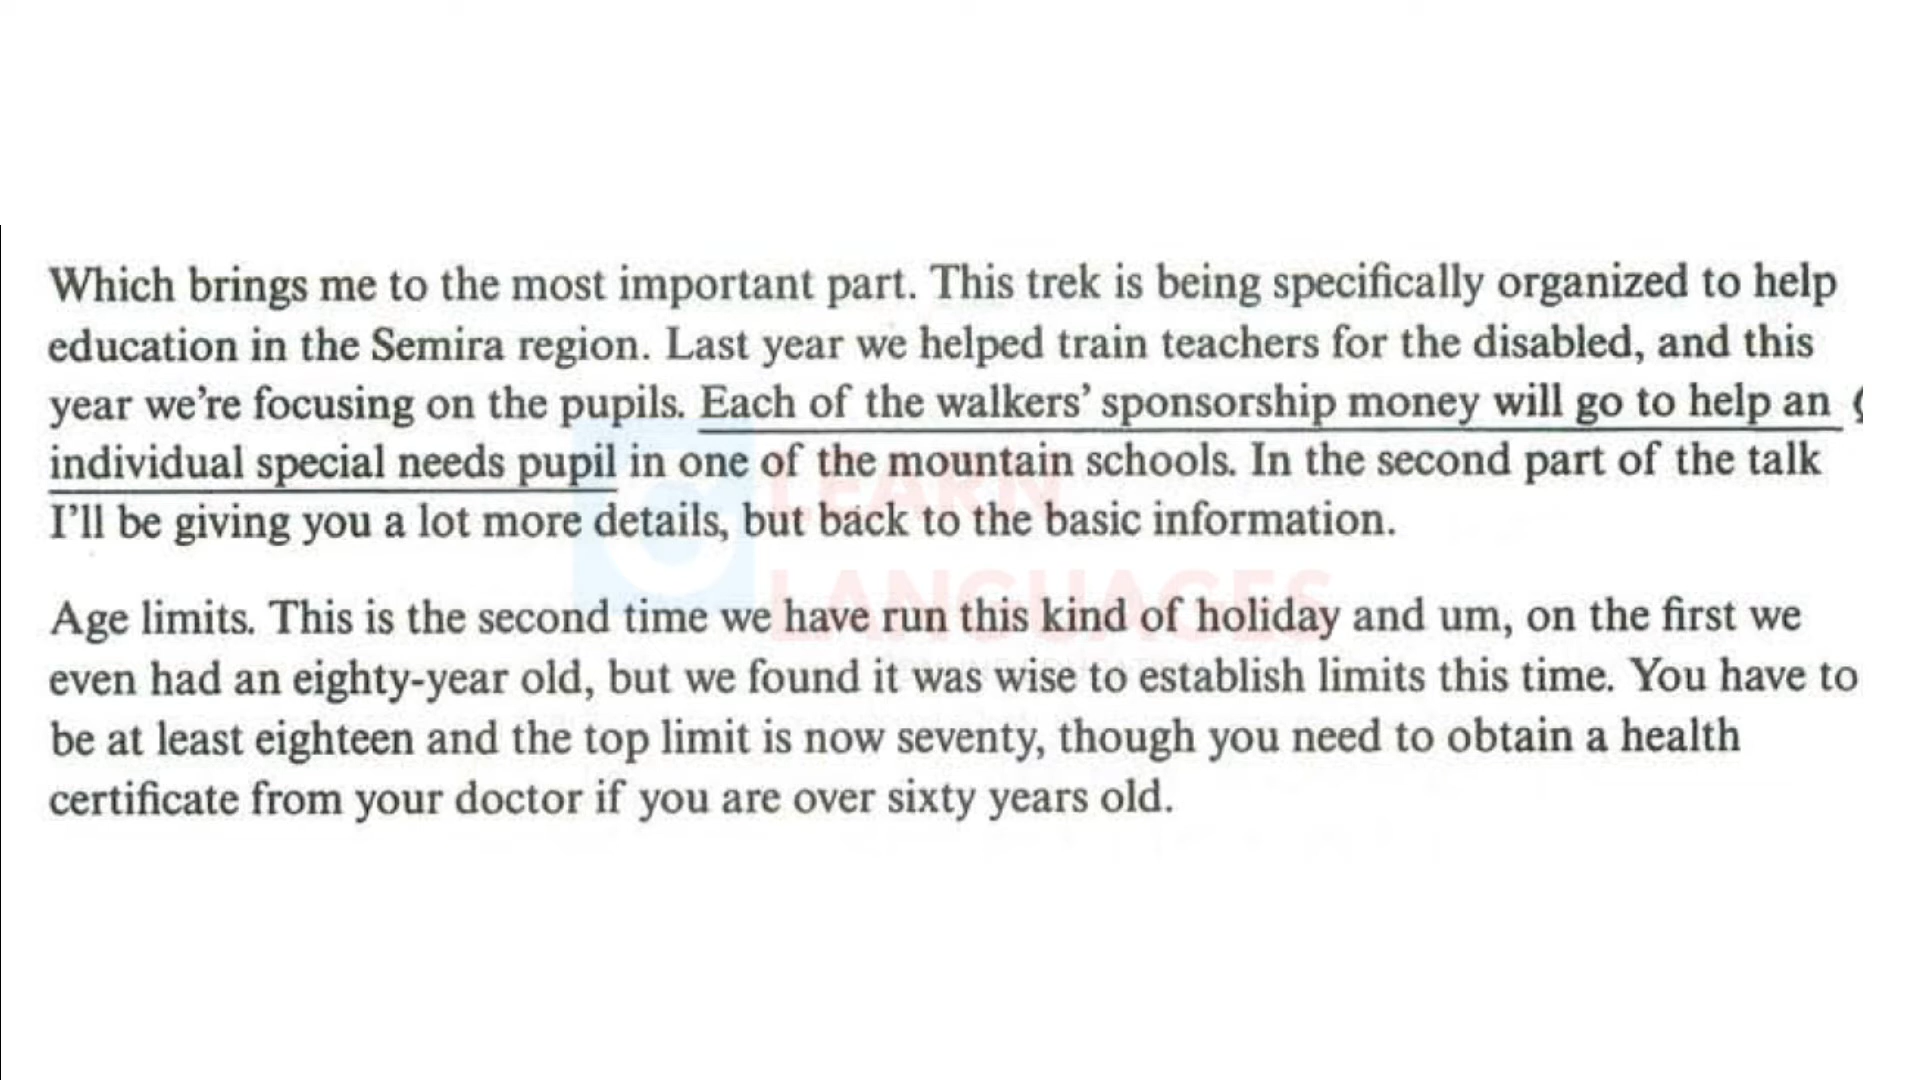 Which brings me to the most important part. This trek is being specifically organized to help
education in the Semira region. Last year we helped train teachers for the disabled, and this
year we're focusing on the pupils. Each of the walkers' sponsorship money will go to help an
individual special needs pupil in one of the mountain schools. In the second part of the talk
I'll be giving you a lot more details, but back to the basic information.
Age limits. This is the second time we have run this kind of holiday and um, on the first we
even had an eighty-year old, but we found it was wise to establish limits this time. You have to
be at least eighteen and the top limit is now seventy, though you need to obtain a health
certificate from your doctor if you are over sixty years old.
LEARN
LANGUAGES